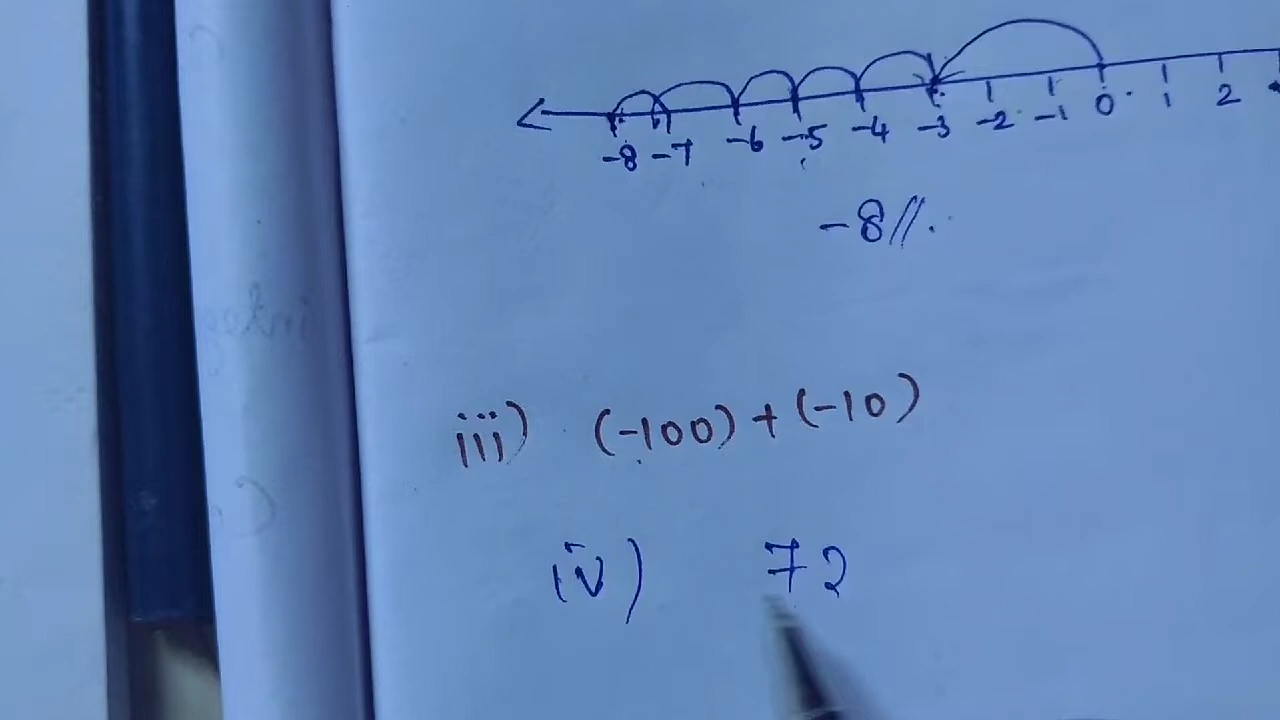 -8 -7 -6 -5 -4 -3 -2 -1 0 1 2
-8//.
iii) (-100) + (-10)
iv) 72